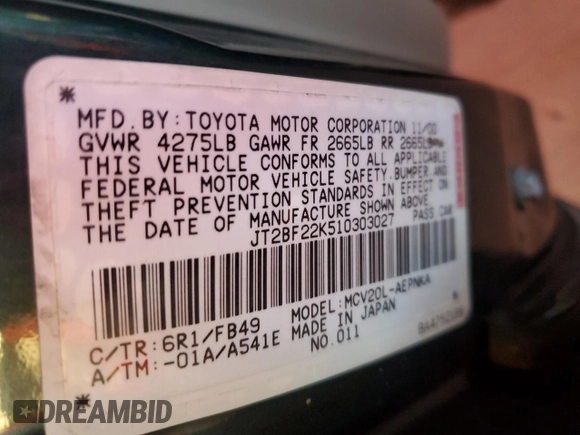 MFD. BY: TOYOTA MOTOR CORPORATION 11/00
GVWR 4275LB GAWR FR 2665LB RR 2665LB
THIS VEHICLE CONFORMS TO ALL APPLICABLE
FEDERAL MOTOR VEHICLE SAFETY, BUMPER AND
THEFT PREVENTION STANDARDS IN EFFECT ON
THE DATE OF MANUFACTURE SHOWN ABOVE.
JT2BF22K510303027 PASS CAR
C/TR: 6R1/FB49 MODEL: MCV20L-AEPNKA
A/TM: -01A/A541E MADE IN JAPAN
NO. 011
DREAMBID